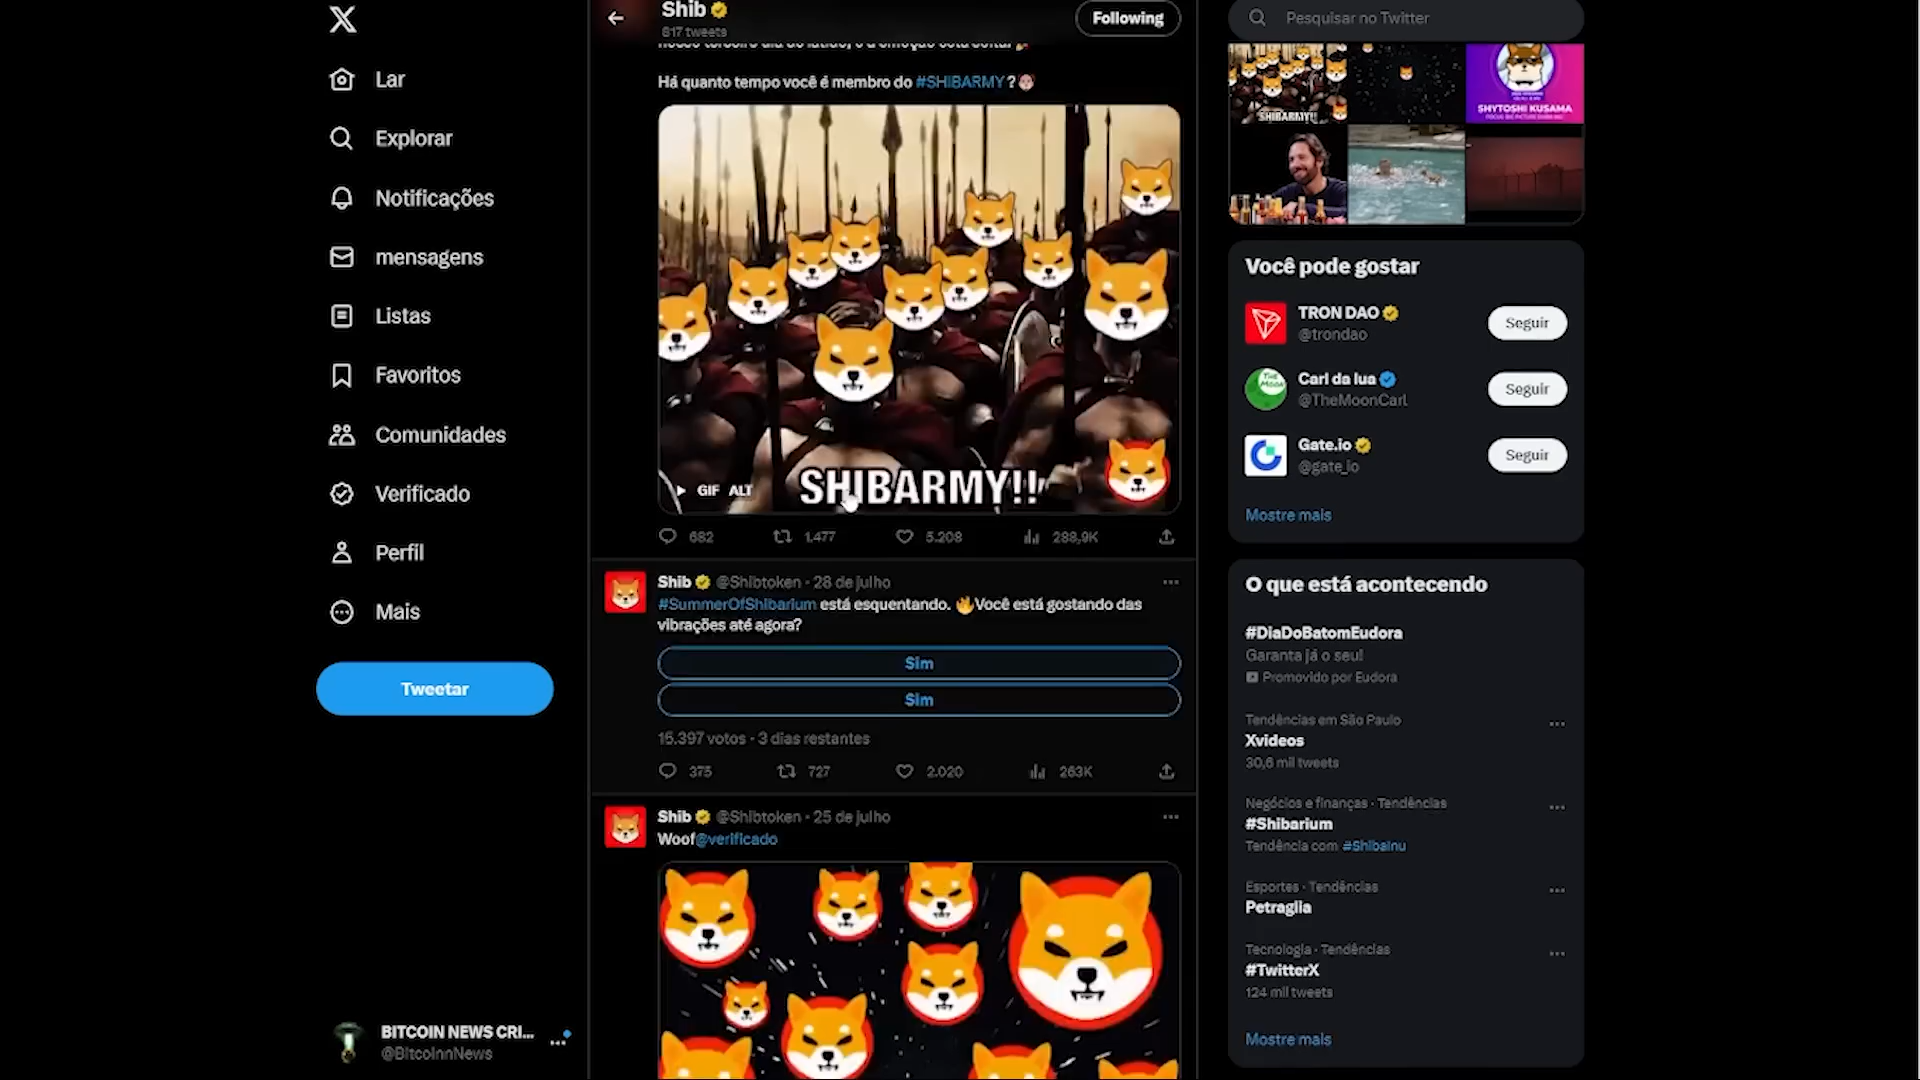 Lar
Explorar
Notificações
mensagens
Listas
Favoritos
Comunidades
Verificado
Perfil
Mais
Tweetar
BITCOIN NEWS CRI...
@BitcoinnNews
Shib
617 tweets
Following
Há quanto tempo você é membro do #SHIBARMY ?
GIF ALT
SHIBARMY!!
682 1.477 5.208 288,9K
Shib @Shibtoken · 28 de julho
#SummerOfShibarium está esquentando. Você está gostando das
vibrações até agora?
Sim
Sim
15.397 votos · 3 dias restantes
375 727 2.020 263K
Shib @Shibtoken · 25 de julho
Woof@verificado
Pesquisar no Twitter
SHIBARMY!!
SHYTOSHI KUSAMA
Você pode gostar
TRON DAO
@trondao
Seguir
Carl da lua
@TheMoonCarl
Seguir
THE MOON
Gate.io
@gate_io
Seguir
Mostre mais
O que está acontecendo
#DiaDoBatomEudora
Garanta já o seu!
Promovido por Eudora
Tendências em São Paulo
Xvideos
30,6 mil tweets
Negócios e finanças · Tendências
#Shibarium
Tendência com #ShibaInu
Esportes · Tendências
Petraglia
Tecnologia · Tendências
#TwitterX
124 mil tweets
Mostre mais